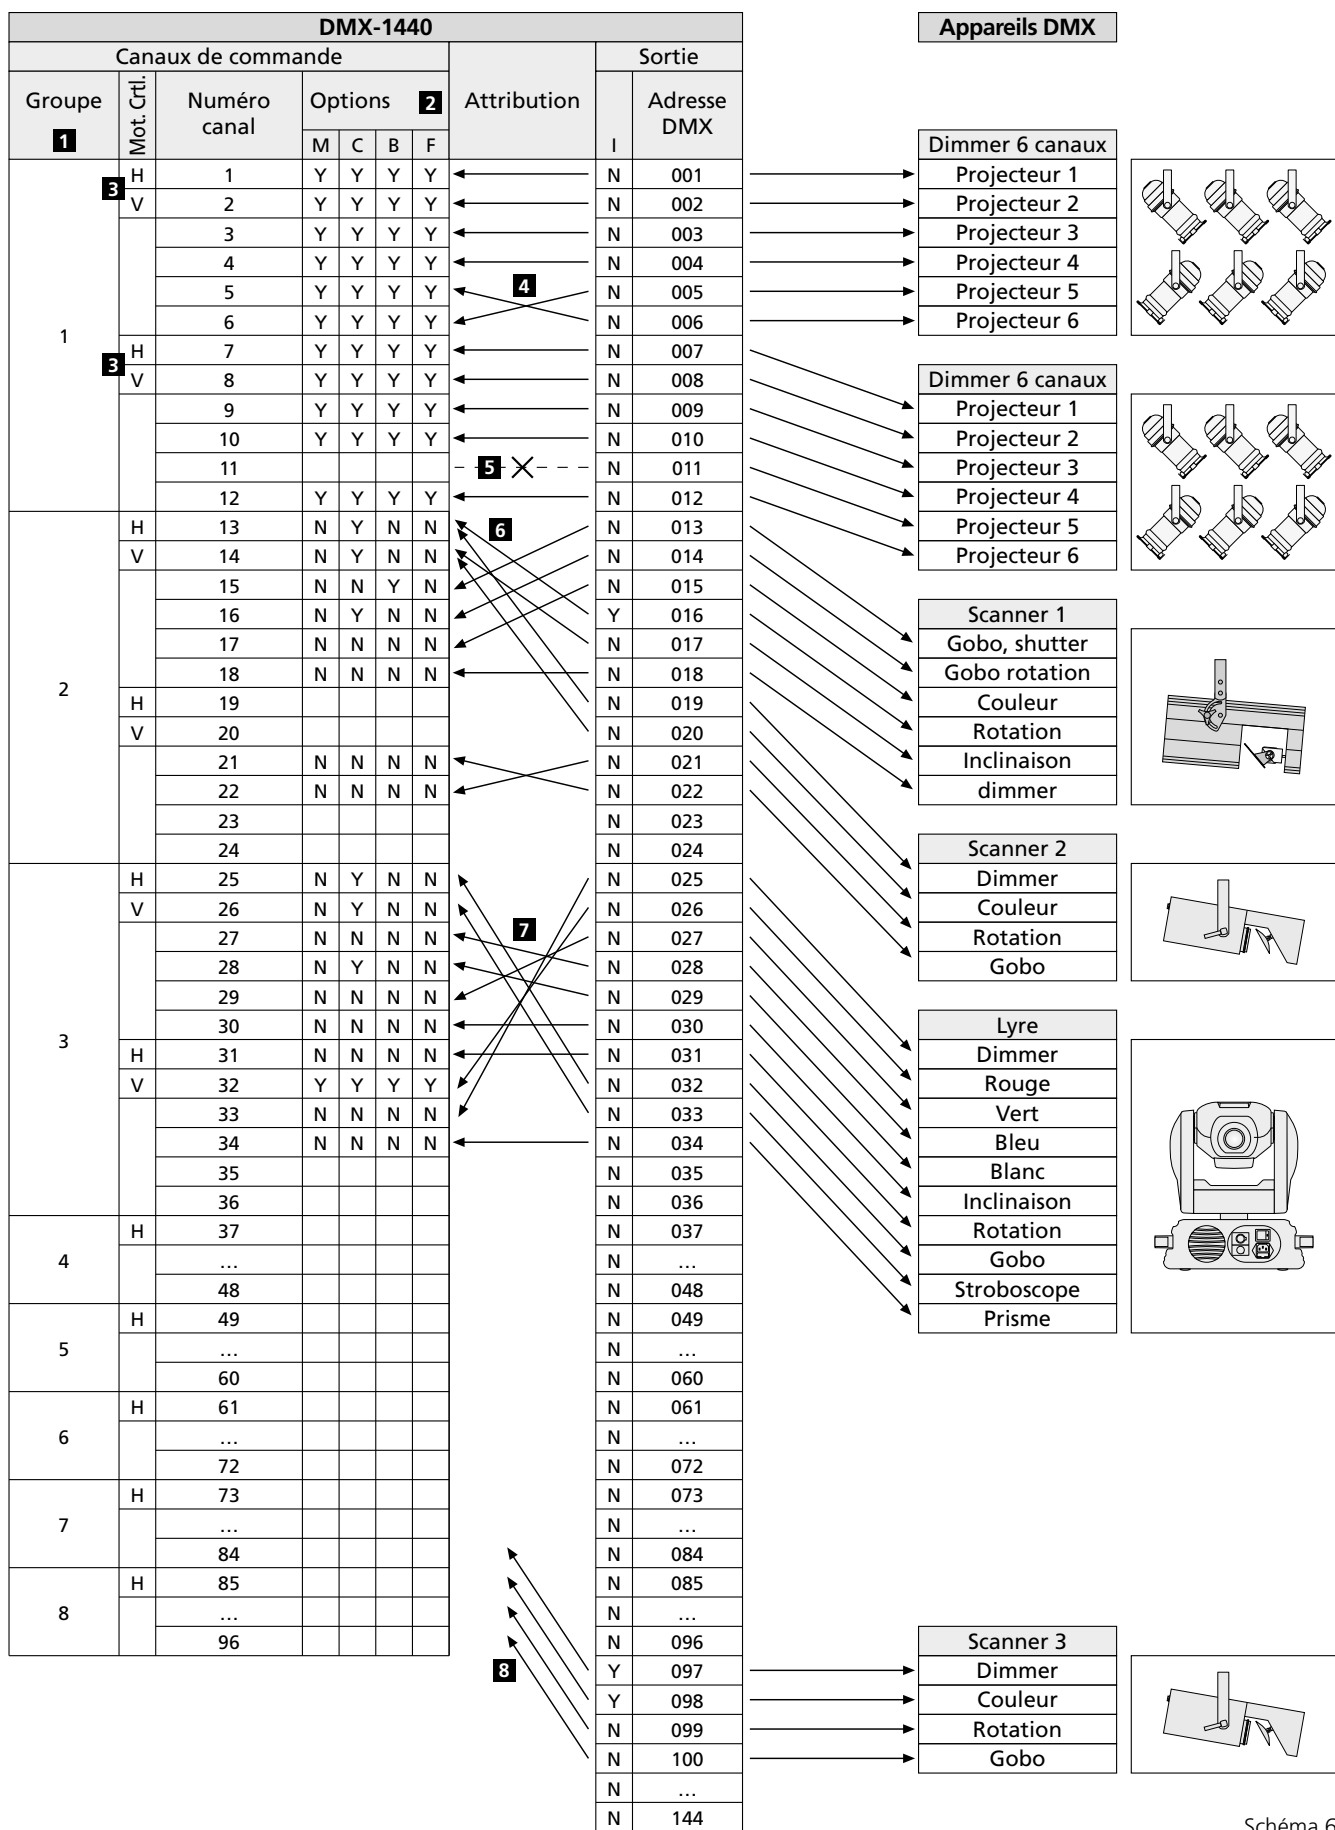 DMX-1440 Appareils DMX
Canaux de commande Attribution Sortie
Groupe 1 Mot. Crtl. Numéro canal Options 2 I Adresse DMX
M C B F Dimmer 6 canaux
1 3 H 1 Y Y Y Y N 001 Projecteur 1
V 2 Y Y Y Y N 002 Projecteur 2
3 Y Y Y Y N 003 Projecteur 3
4 Y Y Y Y N 004 Projecteur 4
5 Y Y Y Y 4 N 005 Projecteur 5
6 Y Y Y Y N 006 Projecteur 6
3 H 7 Y Y Y Y N 007
V 8 Y Y Y Y N 008 Dimmer 6 canaux
9 Y Y Y Y N 009 Projecteur 1
10 Y Y Y Y N 010 Projecteur 2
11 5 N 011 Projecteur 3
12 Y Y Y Y N 012 Projecteur 4
2 H 13 N Y N N 6 N 013 Projecteur 5
V 14 N Y N N N 014 Projecteur 6
15 N N Y N N 015
16 N Y N N Y 016 Scanner 1
17 N N N N N 017 Gobo, shutter
18 N N N N N 018 Gobo rotation
H 19 N 019 Couleur
V 20 N 020 Rotation
21 N N N N N 021 Inclinaison
22 N N N N N 022 dimmer
23 N 023
24 N 024 Scanner 2
3 H 25 N Y N N N 025 Dimmer
V 26 N Y N N N 026 Couleur
27 N N N N 7 N 027 Rotation
28 N Y N N N 028 Gobo
29 N N N N N 029
30 N N N N N 030 Lyre
H 31 N N N N N 031 Dimmer
V 32 Y Y Y Y N 032 Rouge
33 N N N N N 033 Vert
34 N N N N N 034 Bleu
35 N 035 Blanc
36 N 036 Inclinaison
4 H 37 N 037 Rotation
… N … Gobo
48 N 048 Stroboscope
5 H 49 N 049 Prisme
… N …
60 N 060
6 H 61 N 061
… N …
72 N 072
7 H 73 N 073
… N …
84 N 084
8 H 85 N 085
… N …
96 N 096 Scanner 3
8 Y 097 Dimmer
Y 098 Couleur
N 099 Rotation
N 100 Gobo
N …
N 144
Schéma 6